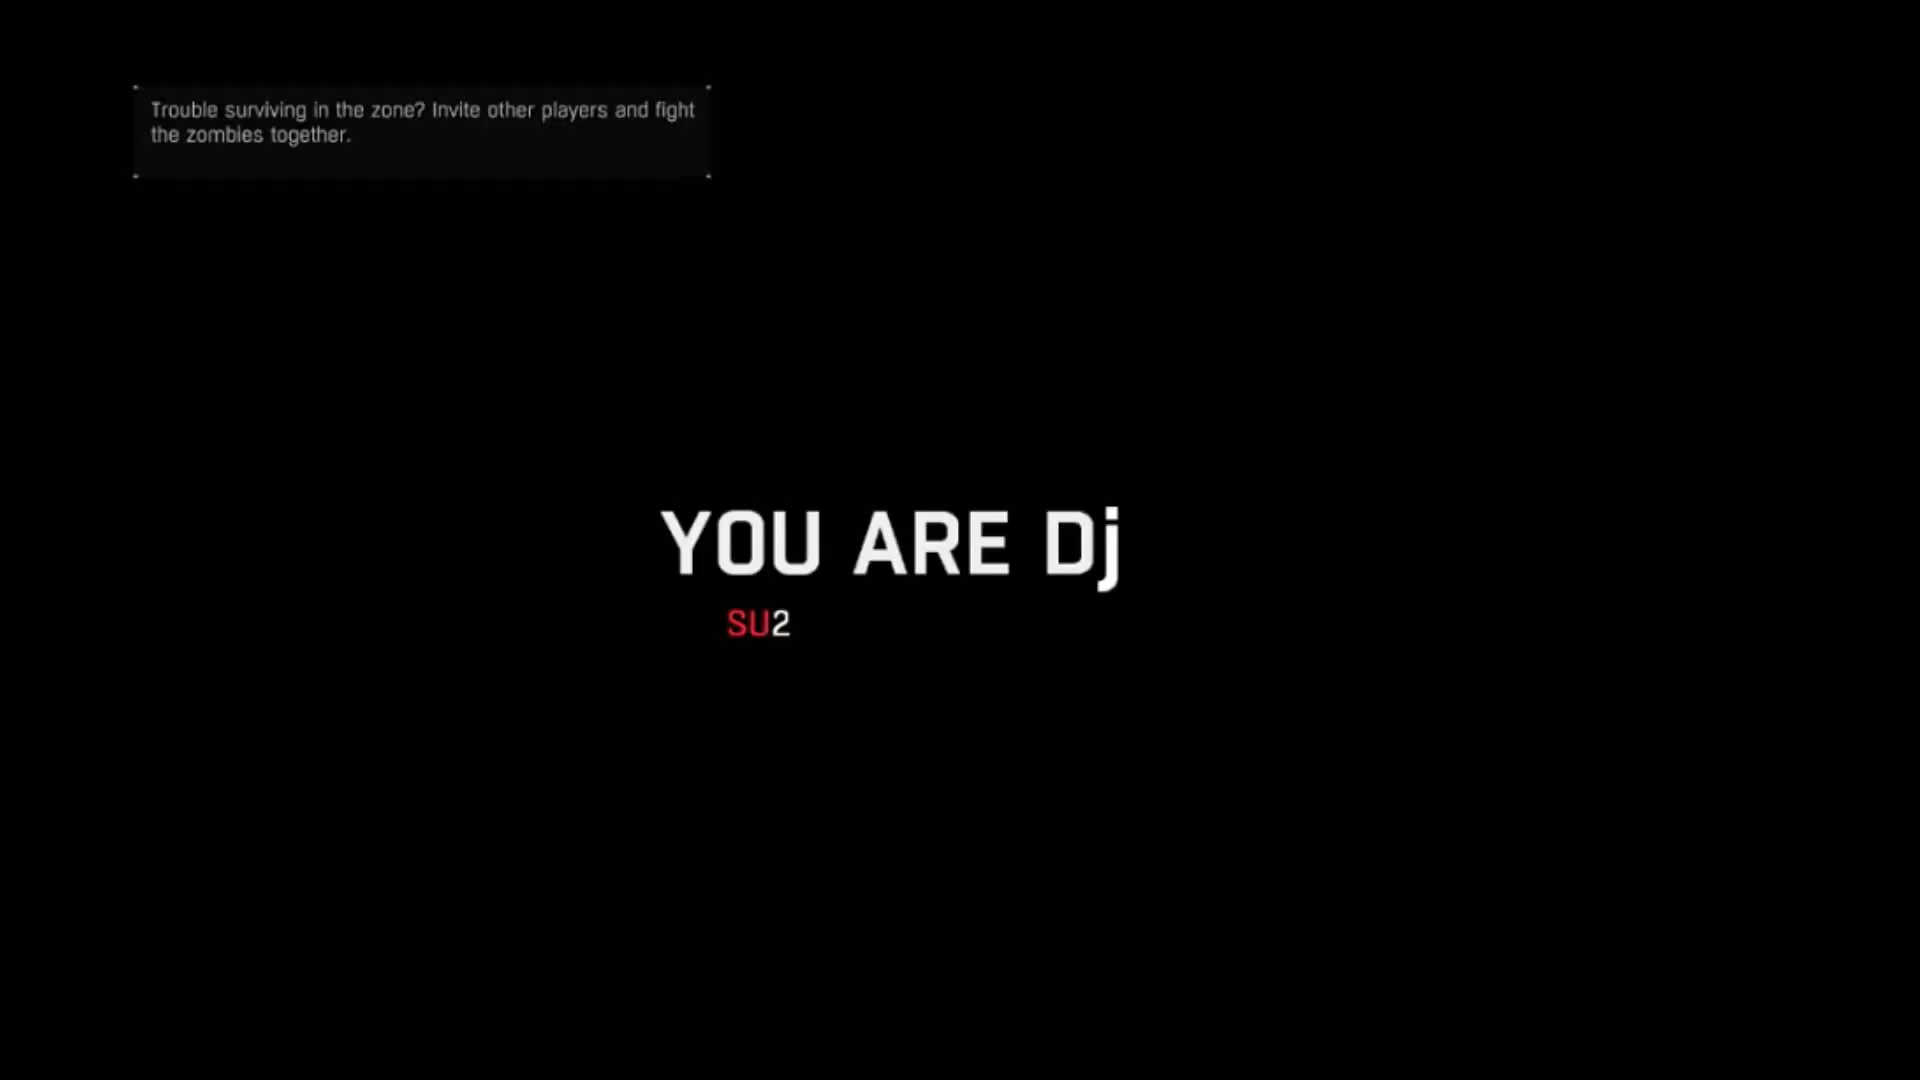 Trouble surviving in the zone? Invite other players and fight
the zombies together.
YOU ARE Dj
SU2